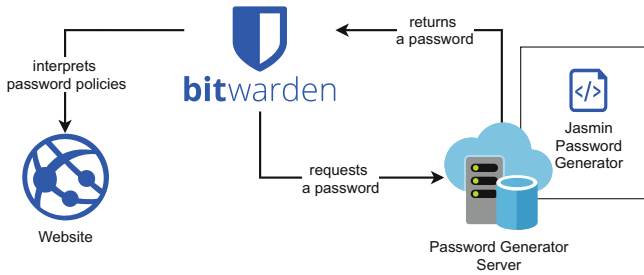 returns
a password
interprets
password policies
bitwarden
</>
Jasmin
Password
Generator
requests
a password
Website
Password Generator
Server